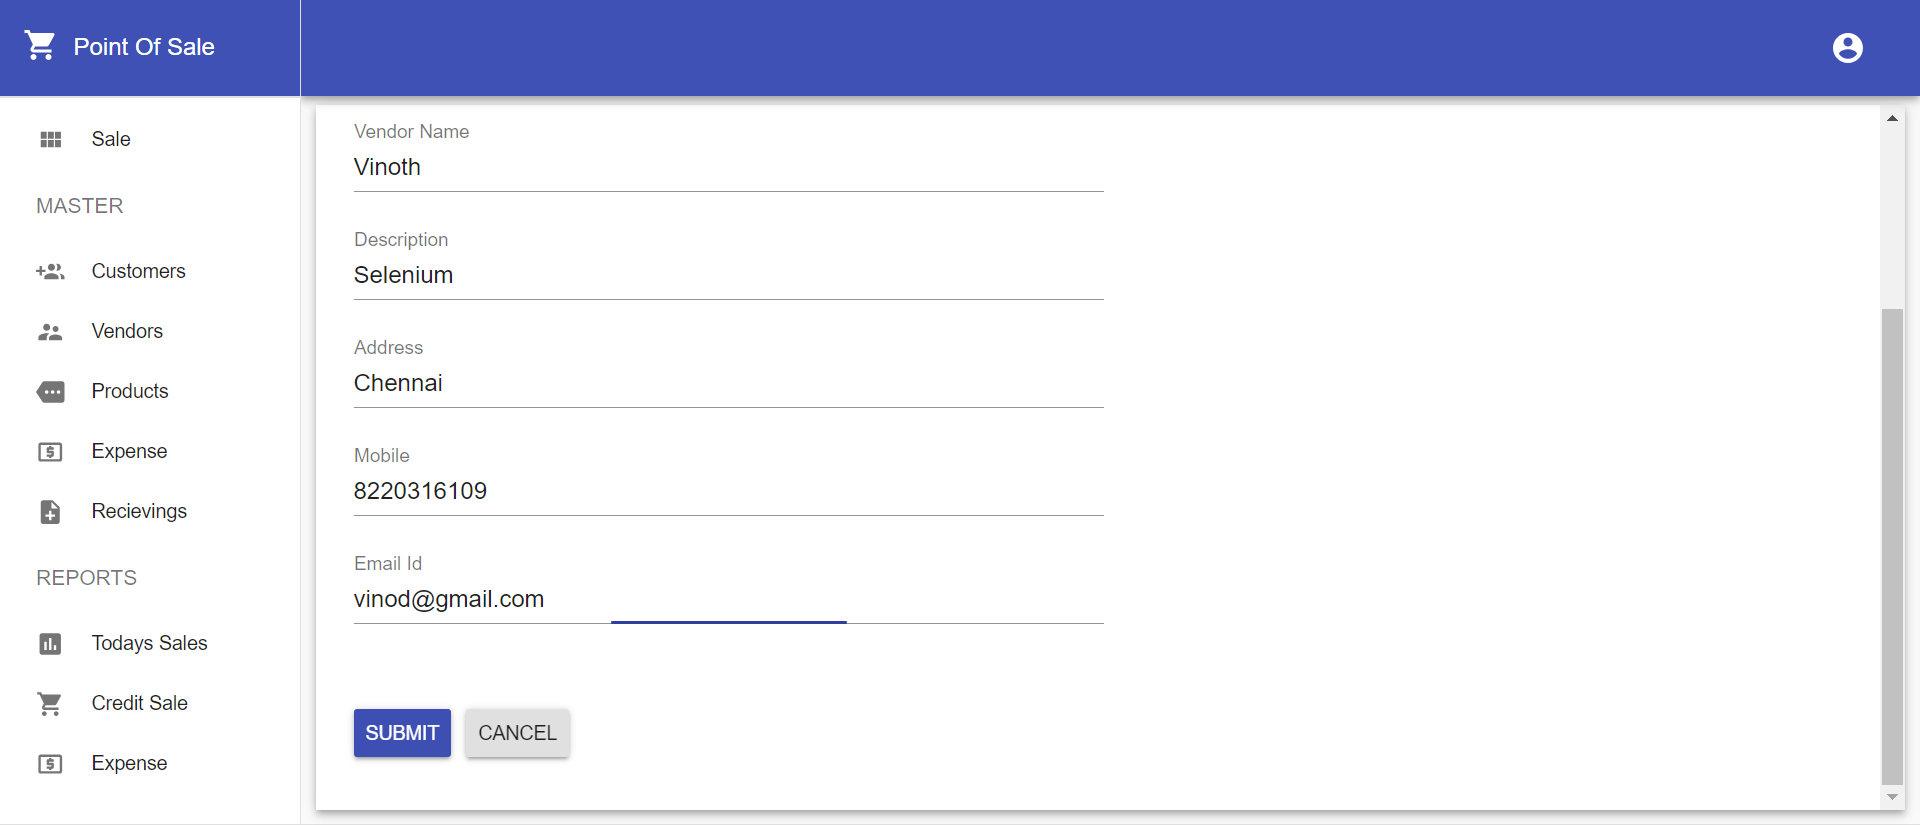 Point Of Sale
Sale
MASTER
Customers
Vendors
Products
Expense
Recievings
REPORTS
Todays Sales
Credit Sale
Expense
Vendor Name
Vinoth
Description
Selenium
Address
Chennai
Mobile
8220316109
Email Id
vinod@gmail.com
SUBMIT CANCEL